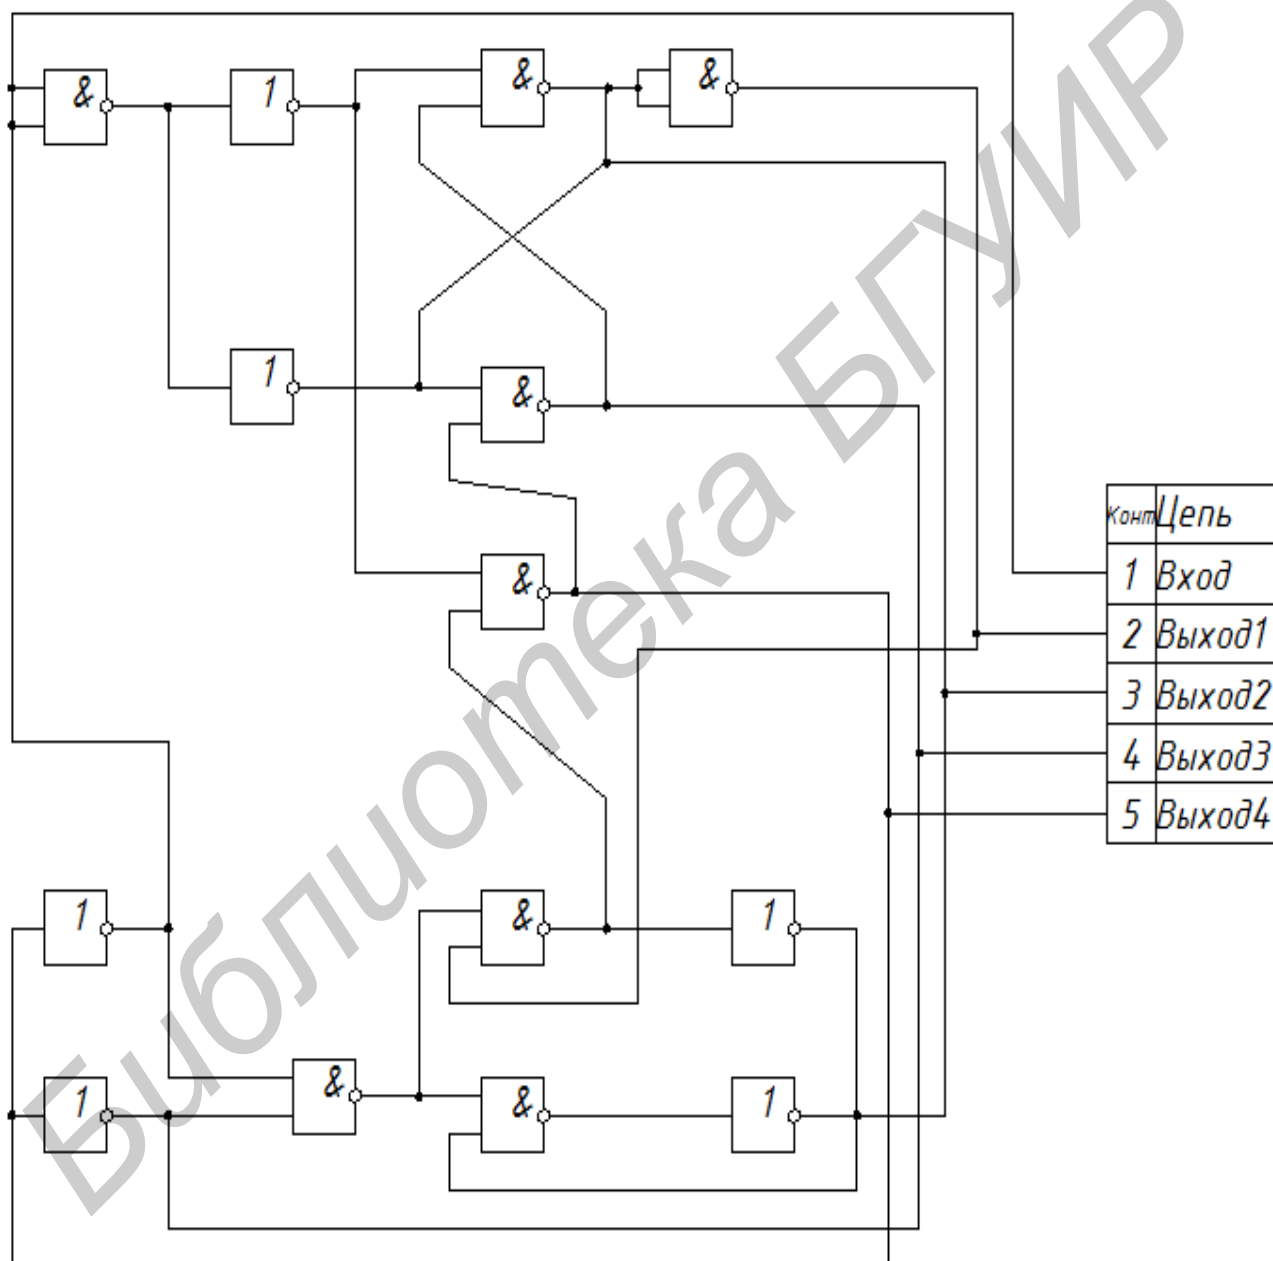 & 1 & &
1 &
&
Конт Цепь
1 Вход
2 Выход1
3 Выход2
4 Выход3
5 Выход4
1 & 1
1 & & 1
Библиотека БГУИР